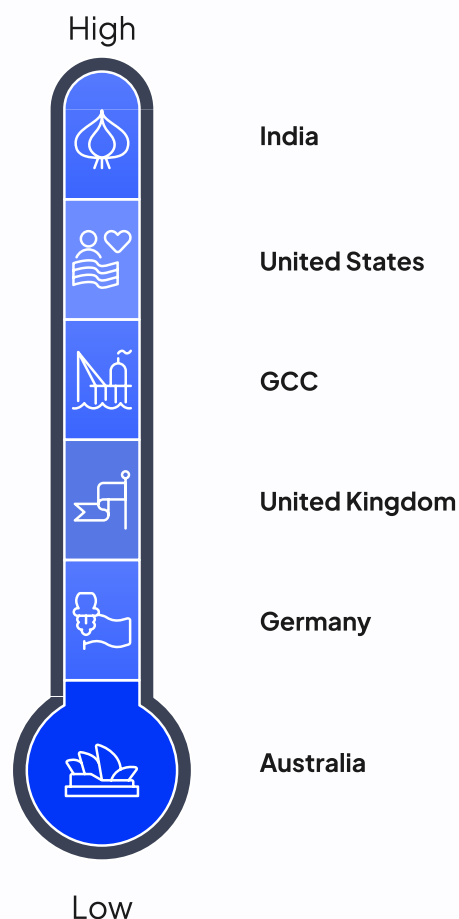 High
India
United States
GCC
United Kingdom
Germany
Australia
Low